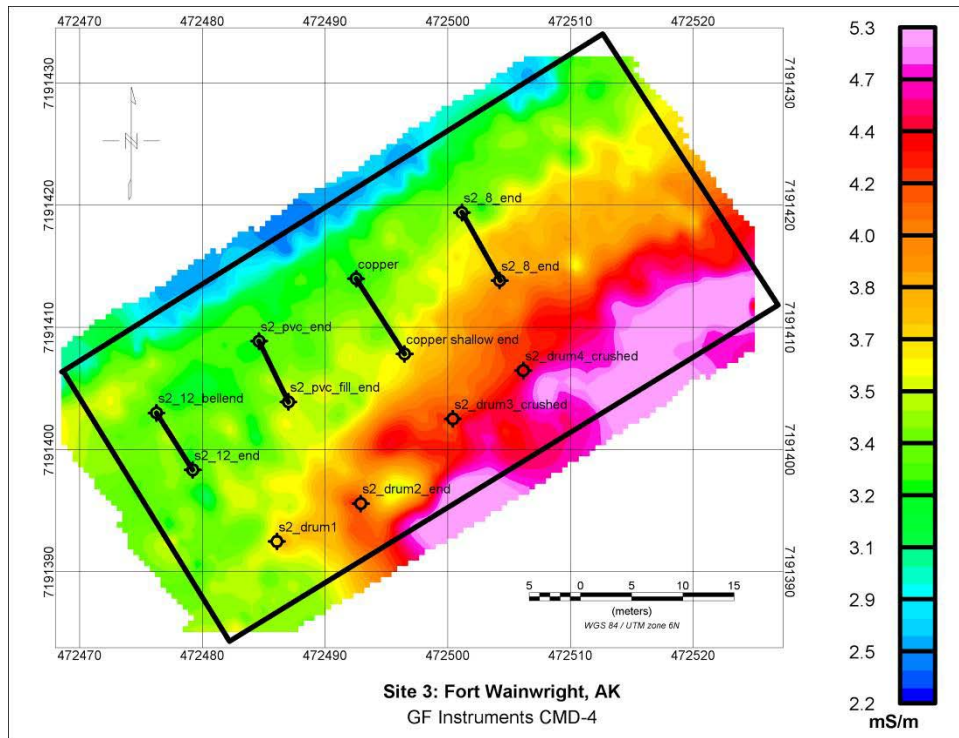 472470 472480 472490 472500 472510 472520
7191430 7191430
N
s2_8_end
7191420 7191420
copper
s2_8_end
s2_pvc_end
7191410 7191410
copper shallow end
s2_drum4_crushed
s2_12_bellend
s2_pvc_fill_end
s2_drum3_crushed
7191400 7191400
s2_12_end
s2_drum2_end
s2_drum1
7191390 7191390
5 0 5 10 15
(meters)
WGS 84 / UTM zone 6N
472470 472480 472490 472500 472510 472520
Site 3: Fort Wainwright, AK
GF Instruments CMD-4
5.3
4.7
4.4
4.2
4.0
3.8
3.7
3.6
3.4
3.2
3.1
2.9
2.5
2.2
mS/m